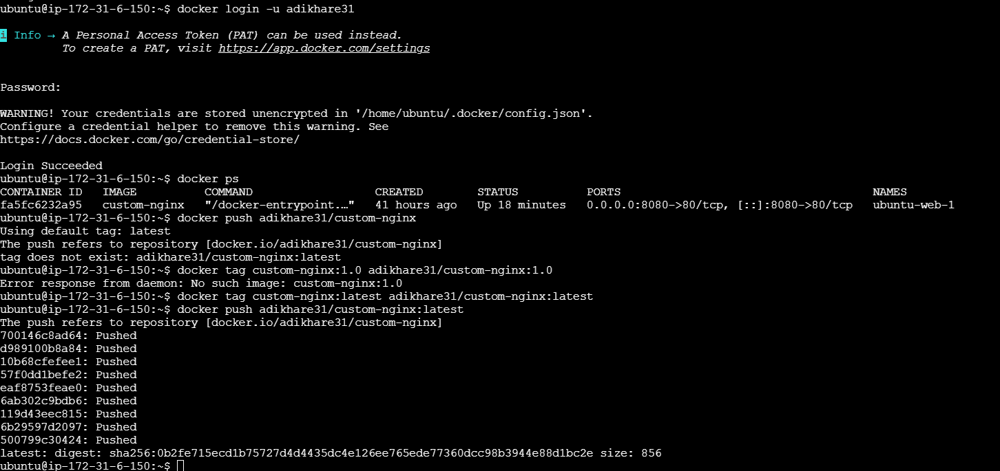 ubuntu@ip-172-31-6-150:~$ docker login -u adikhare31
i Info → A Personal Access Token (PAT) can be used instead.
To create a PAT, visit https://app.docker.com/settings
Password:
WARNING! Your credentials are stored unencrypted in '/home/ubuntu/.docker/config.json'.
Configure a credential helper to remove this warning. See
https://docs.docker.com/go/credential-store/
Login Succeeded
ubuntu@ip-172-31-6-150:~$ docker ps
CONTAINER ID   IMAGE          COMMAND                  CREATED        STATUS          PORTS                                     NAMES
fa5fc6232a95   custom-nginx   "/docker-entrypoint.…"   41 hours ago   Up 18 minutes   0.0.0.0:8080->80/tcp, [::]:8080->80/tcp   ubuntu-web-1
ubuntu@ip-172-31-6-150:~$ docker push adikhare31/custom-nginx
Using default tag: latest
The push refers to repository [docker.io/adikhare31/custom-nginx]
tag does not exist: adikhare31/custom-nginx:latest
ubuntu@ip-172-31-6-150:~$ docker tag custom-nginx:1.0 adikhare31/custom-nginx:1.0
Error response from daemon: No such image: custom-nginx:1.0
ubuntu@ip-172-31-6-150:~$ docker tag custom-nginx:latest adikhare31/custom-nginx:latest
ubuntu@ip-172-31-6-150:~$ docker push adikhare31/custom-nginx:latest
The push refers to repository [docker.io/adikhare31/custom-nginx]
700146c8ad64: Pushed
d989100b8a84: Pushed
10b68cfefee1: Pushed
57f0dd1befe2: Pushed
eaf8753feae0: Pushed
6ab302c9bdb6: Pushed
119d43eec815: Pushed
6b29597d2097: Pushed
500799c30424: Pushed
latest: digest: sha256:0b2fe715ecd1b75727d4d4435dc4e126ee765ede77360dcc98b3944e88d1bc2e size: 856
ubuntu@ip-172-31-6-150:~$